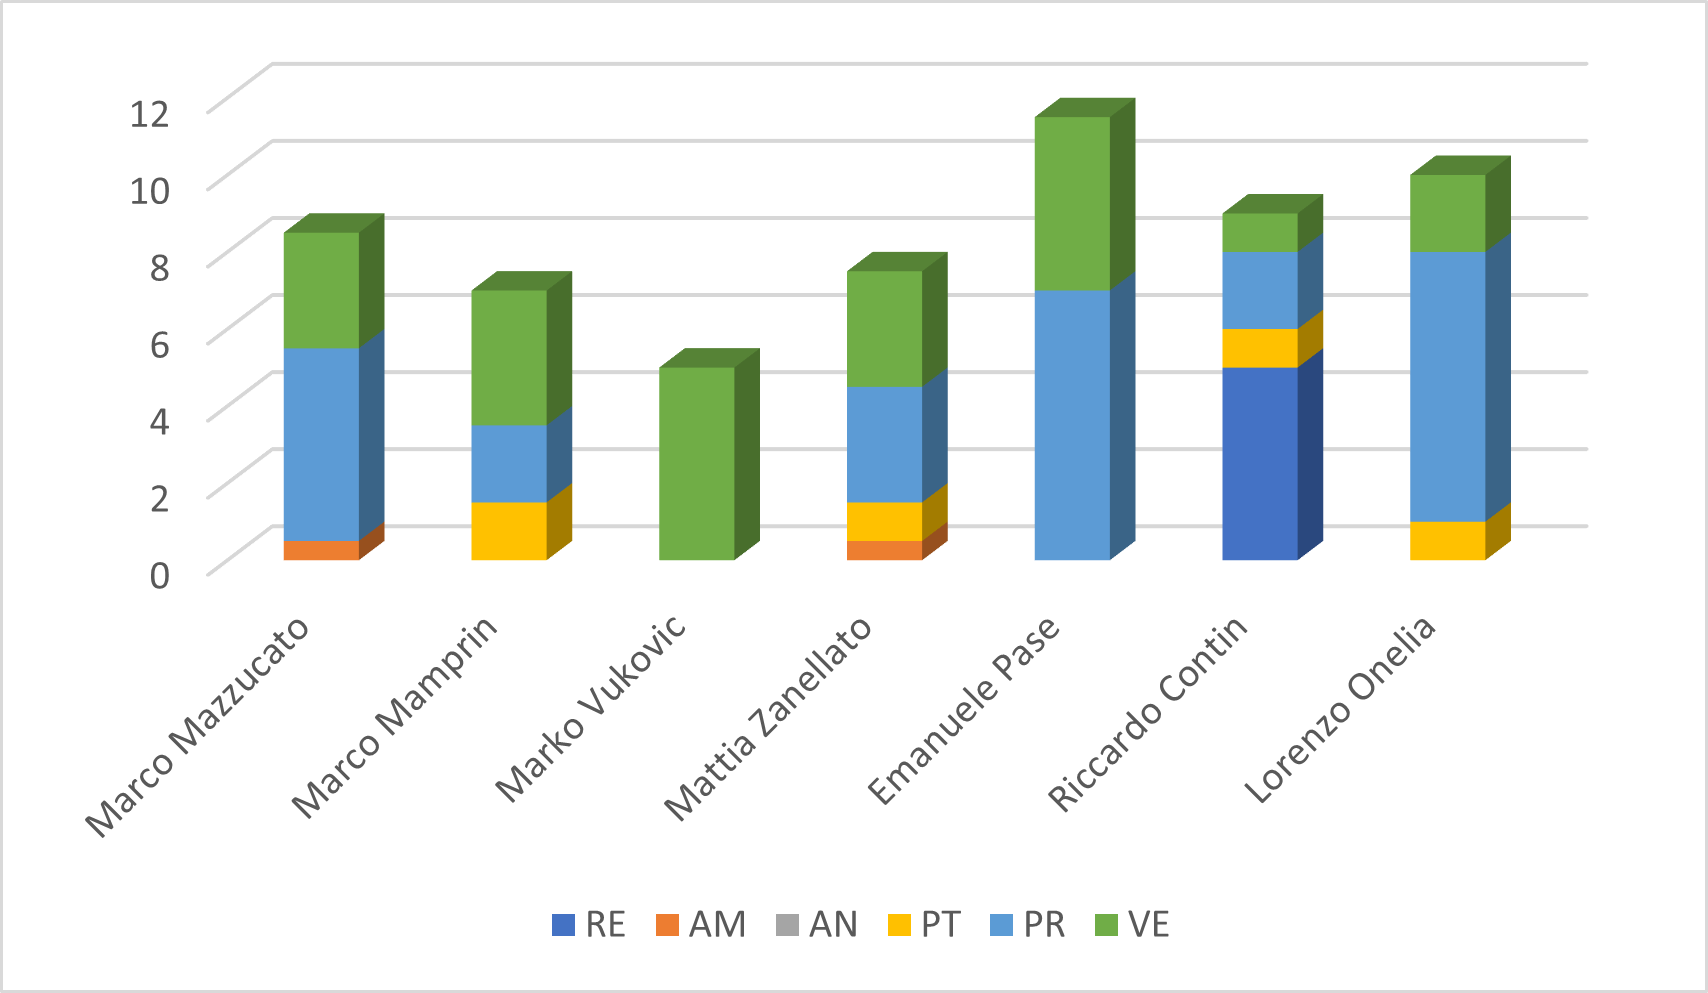 12
10
8
6
4
2
0
Marco Mazzucato
Marco Mamprin
Marko Vukovic
Mattia Zanellato
Emanuele Pase
Riccardo Contin
Lorenzo Onelia
RE AM AN PT PR VE